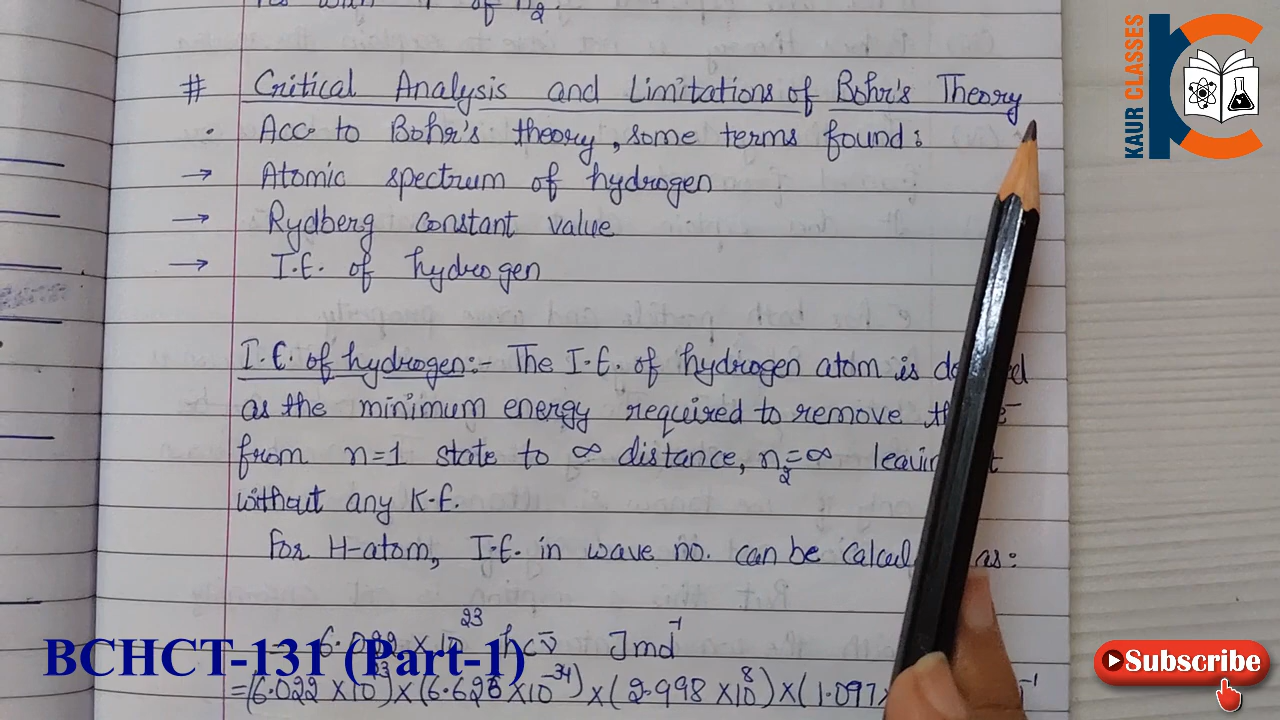 of n2.
# Critical Analysis and Limitations of Bohr's Theory
. Acc. to Bohr's theory, some terms found:
→ Atomic spectrum of hydrogen
→ Rydberg constant value
→ I.E. of hydrogen
I.E. of hydrogen:- The I.E. of hydrogen atom is
as the minimum energy required to remove e⁻
from n=1 state to ∞ distance, n2=∞
without any K.E.
For H-atom, I.E. in wave no. can be as:
10²³ hcν̅ Jmol⁻¹
=(6.022 ×10²³)×(6.626×10⁻³⁴)×(2.998×10⁸)×(1.097
BCHCT-131 (Part-1)
KAUR CLASSES
Subscribe